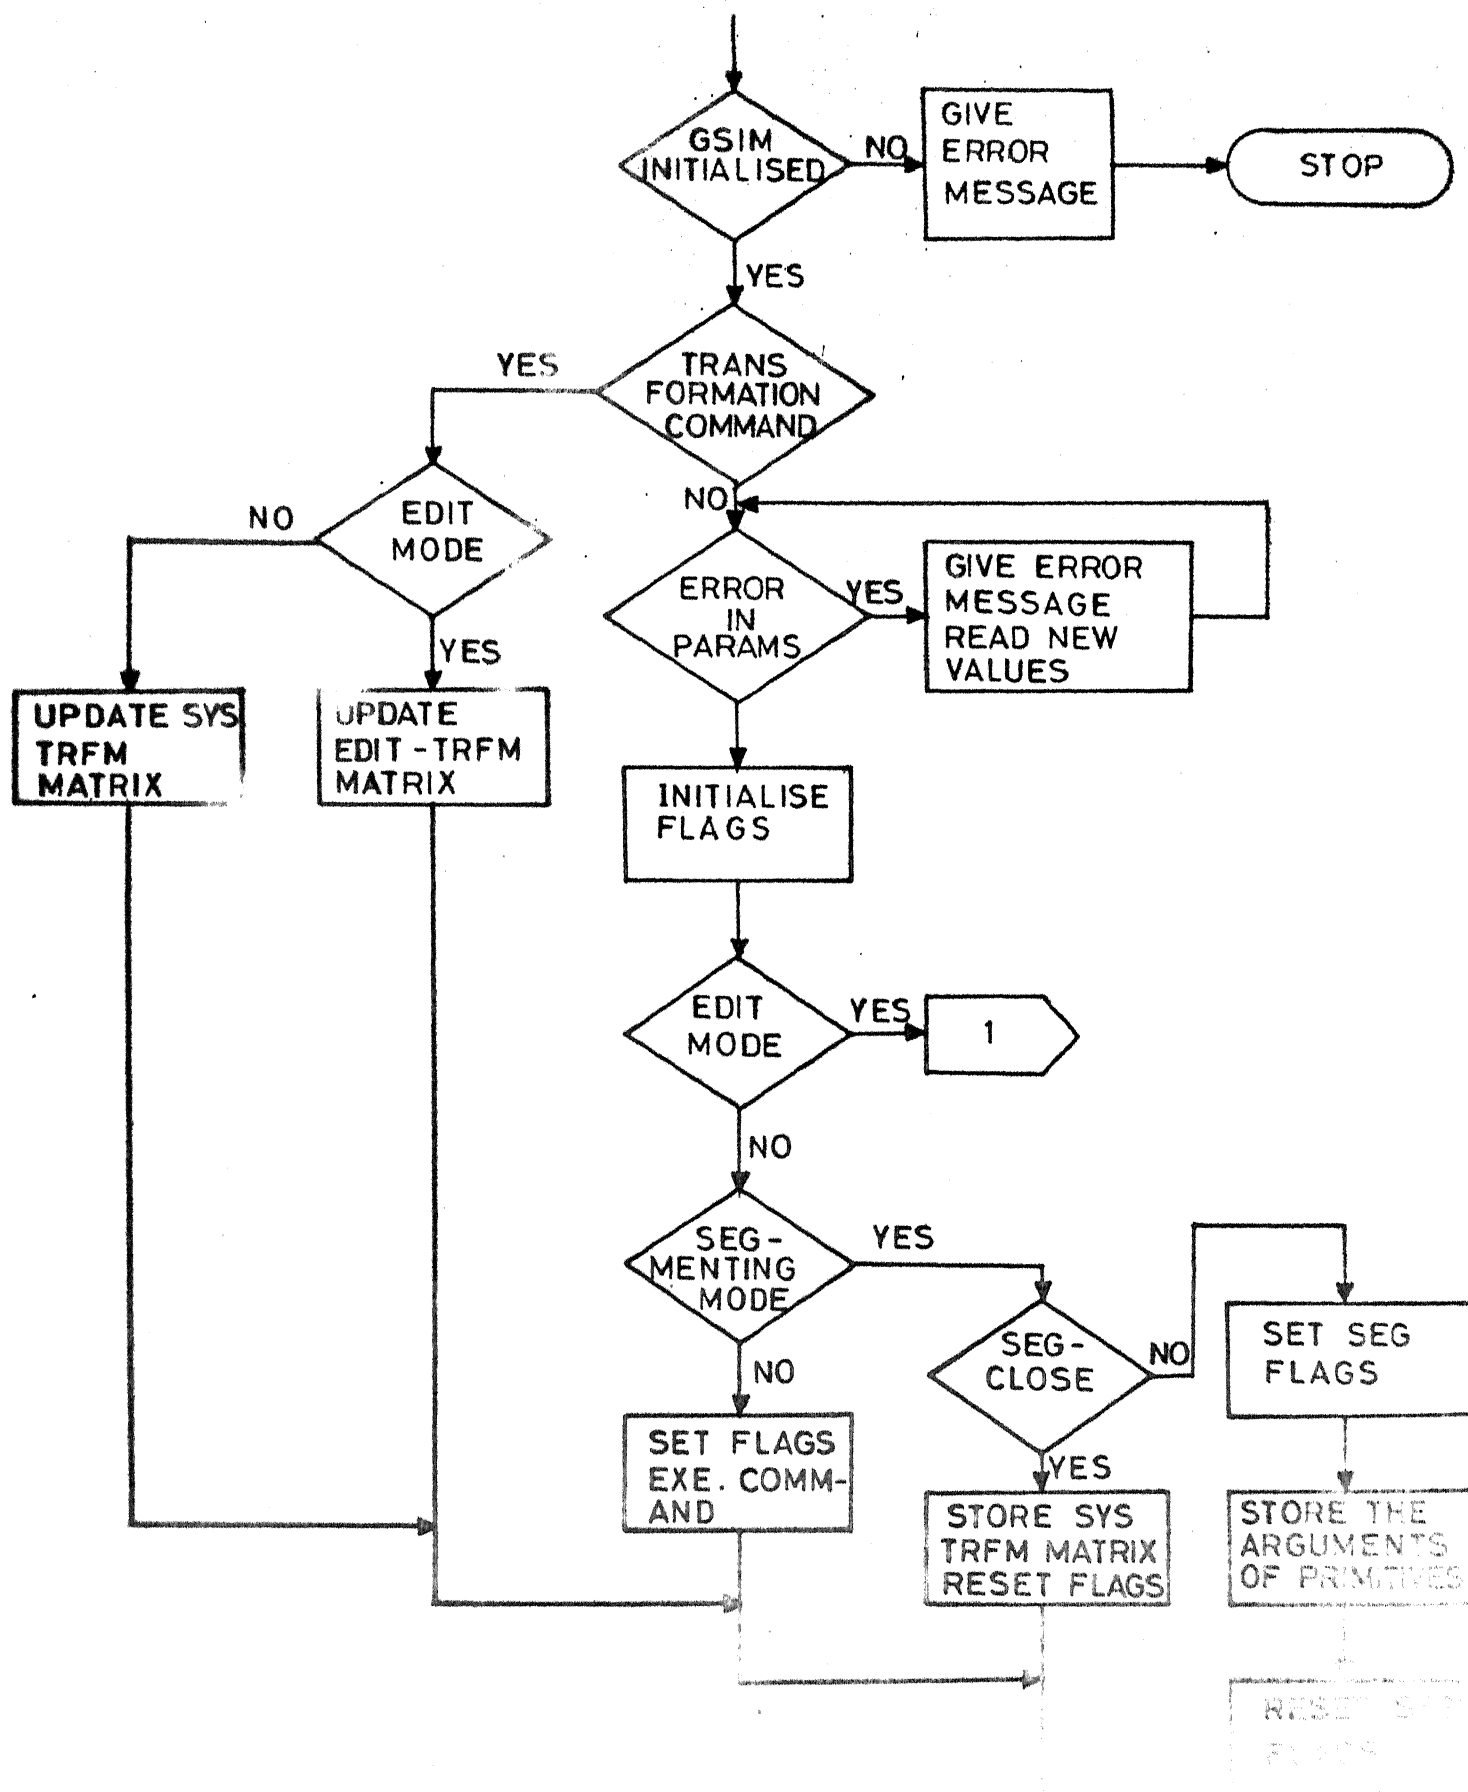 GSIM
INITIALISED
NO
GIVE
ERROR
MESSAGE
STOP
YES
TRANS
FORMATION
COMMAND
YES
NO
EDIT
MODE
NO
YES
ERROR
IN
PARAMS
YES
GIVE ERROR
MESSAGE
READ NEW
VALUES
UPDATE SYS
TRFM
MATRIX
UPDATE
EDIT-TRFM
MATRIX
INITIALISE
FLAGS
EDIT
MODE
YES
1
NO
SEG-
MENTING
MODE
YES
NO
SEG-
CLOSE
NO
YES
SET SEG
FLAGS
SET FLAGS
EXE. COMM-
AND
STORE SYS
TRFM MATRIX
RESET FLAGS
STORE THE
ARGUMENTS
OF PRIMITIVES
RESET
FLAGS